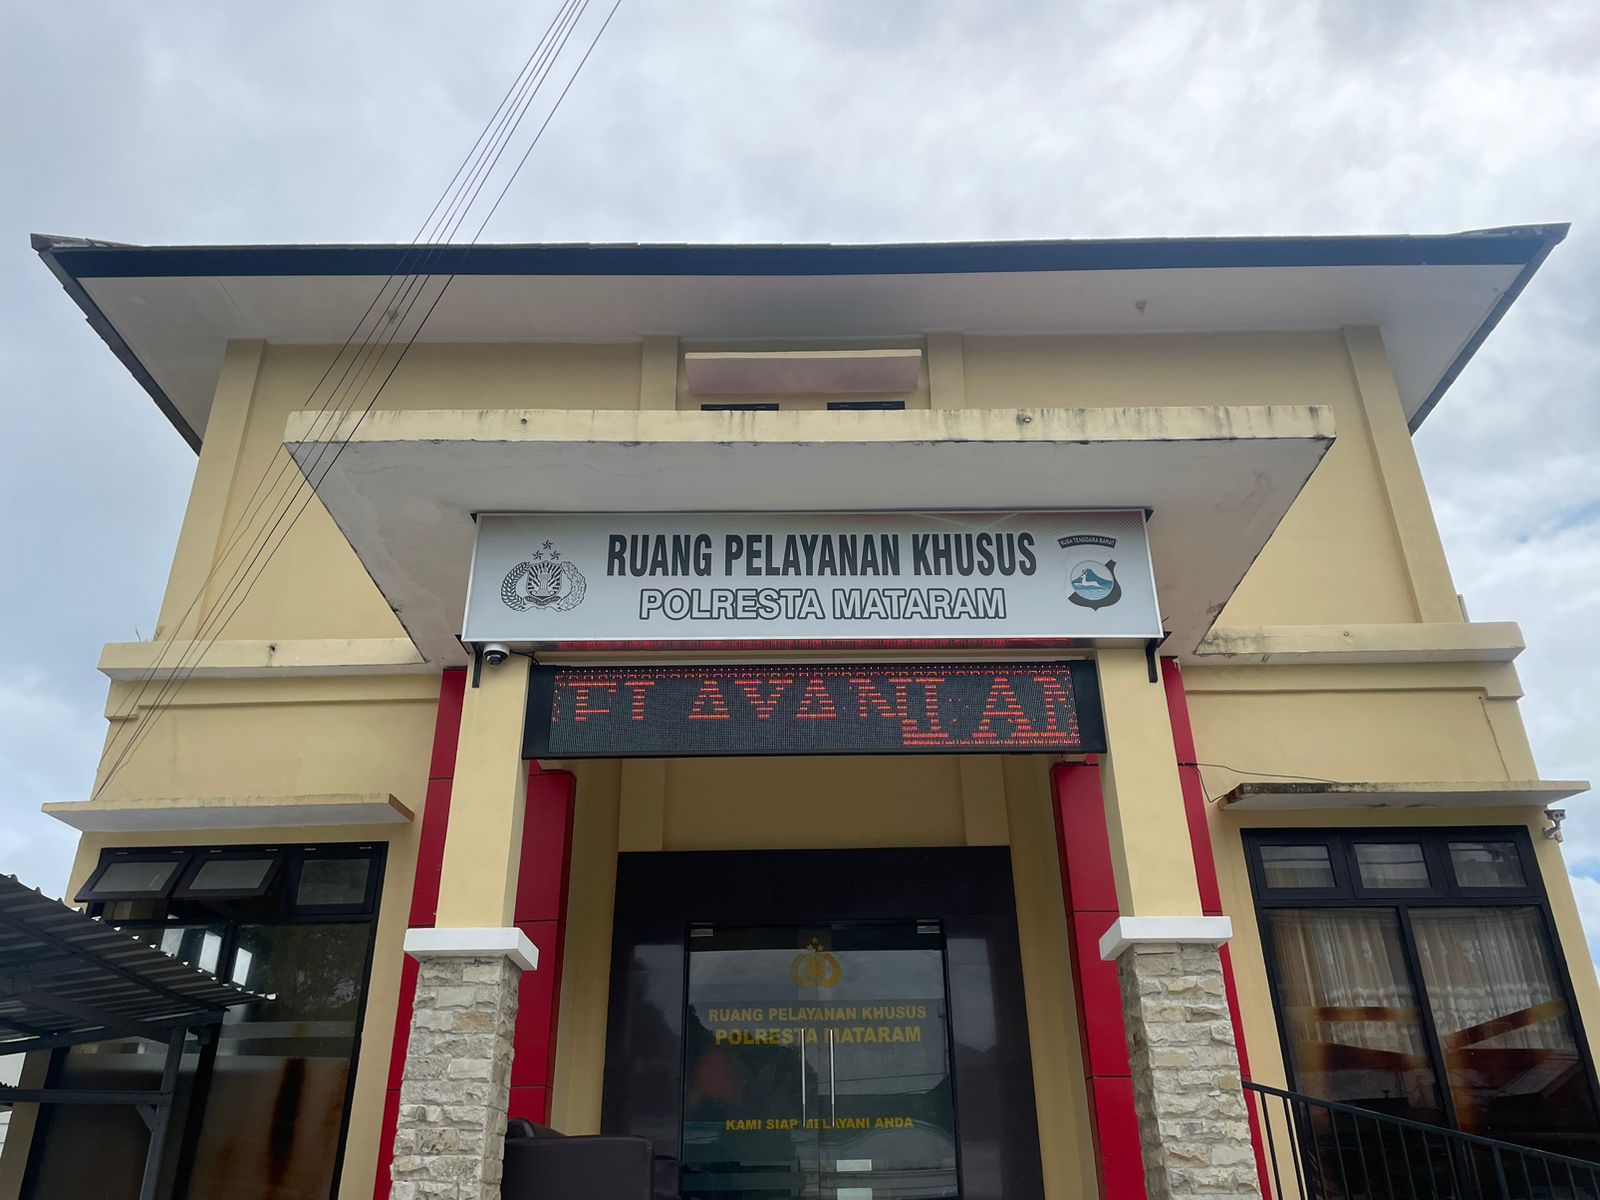 RUANG PELAYANAN KHUSUS
POLRESTA MATARAM
NUSA TENGGARA BARAT
RUANG PELAYANAN KHUSUS
POLRESTA MATARAM
KAMI SIAP MELAYANI ANDA